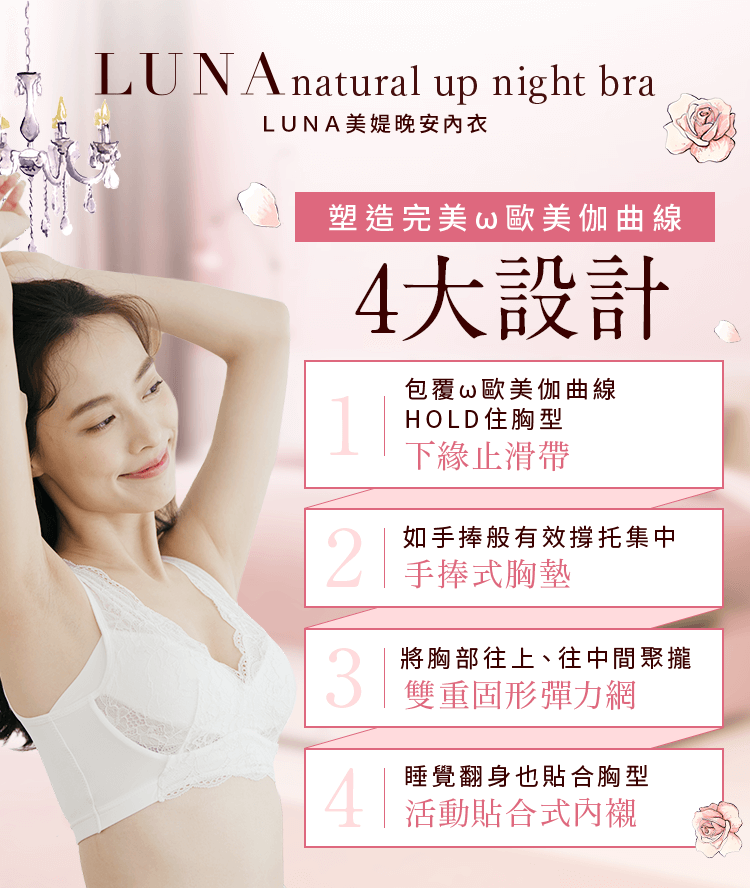 LUNA natural up night bra
LUNA美媞晚安內衣
塑造完美ω歐美伽曲線
4大設計
1
包覆ω歐美伽曲線
HOLD住胸型
下緣止滑帶
2
如手捧般有效撐托集中
手捧式胸墊
3
將胸部往上、往中間聚攏
雙重固形彈力網
4
睡覺翻身也貼合胸型
活動貼合式內襯